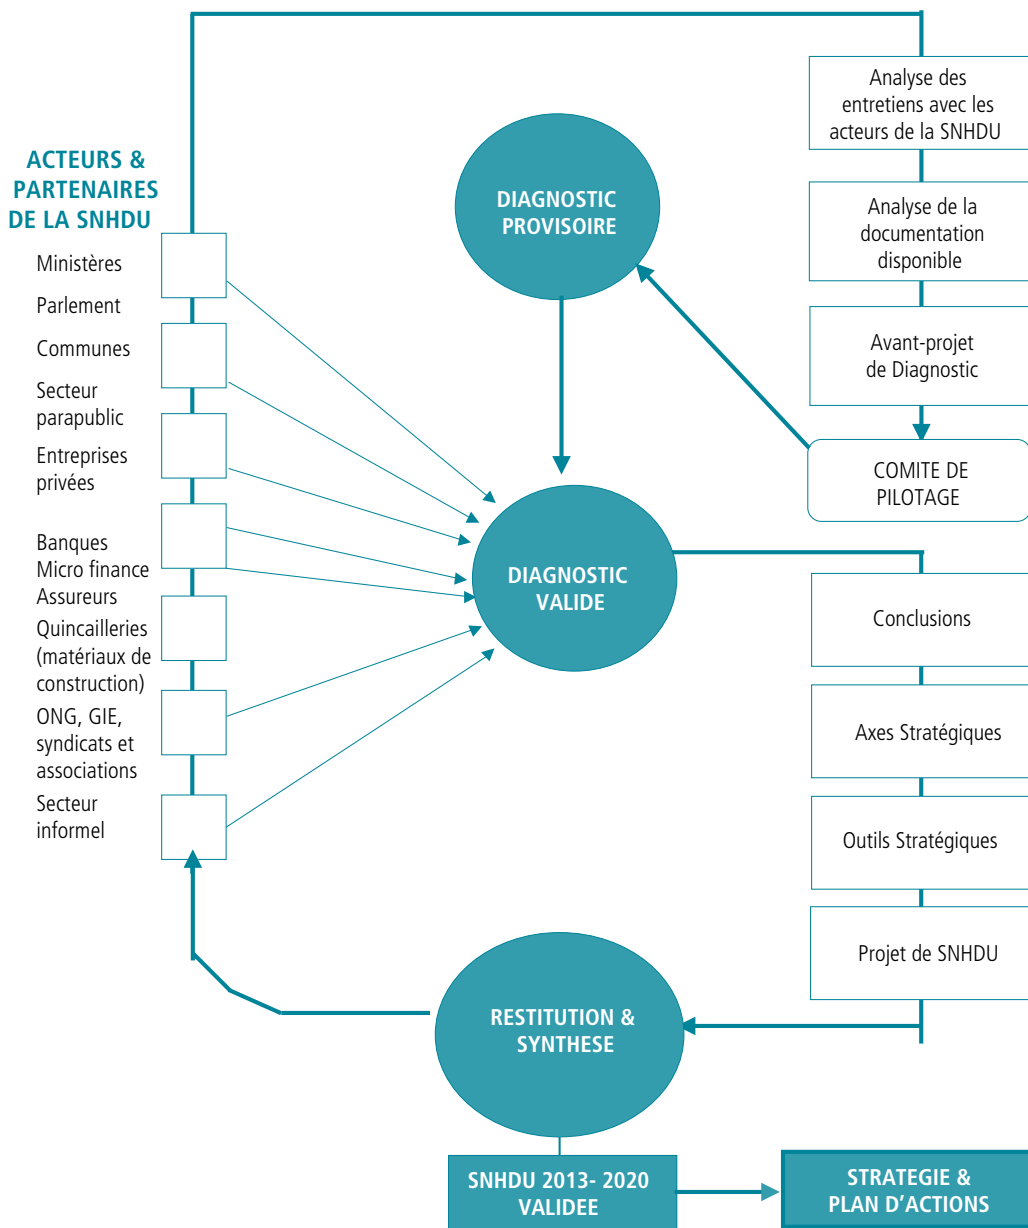 ACTEURS &
PARTENAIRES
DE LA SNHDU
Ministères
Parlement
Communes
Secteur
parapublic
Entreprises
privées
Banques
Micro finance
Assureurs
Quincailleries
(matériaux de
construction)
ONG, GIE,
syndicats et
associations
Secteur
informel
DIAGNOSTIC
PROVISOIRE
DIAGNOSTIC
VALIDE
Analyse des
entretiens avec les
acteurs de la SNHDU
Analyse de la
documentation
disponible
Avant-projet
de Diagnostic
COMITE DE
PILOTAGE
Conclusions
Axes Stratégiques
Outils Stratégiques
Projet de SNHDU
RESTITUTION &
SYNTHESE
SNHDU 2013- 2020
VALIDEE
STRATEGIE &
PLAN D’ACTIONS